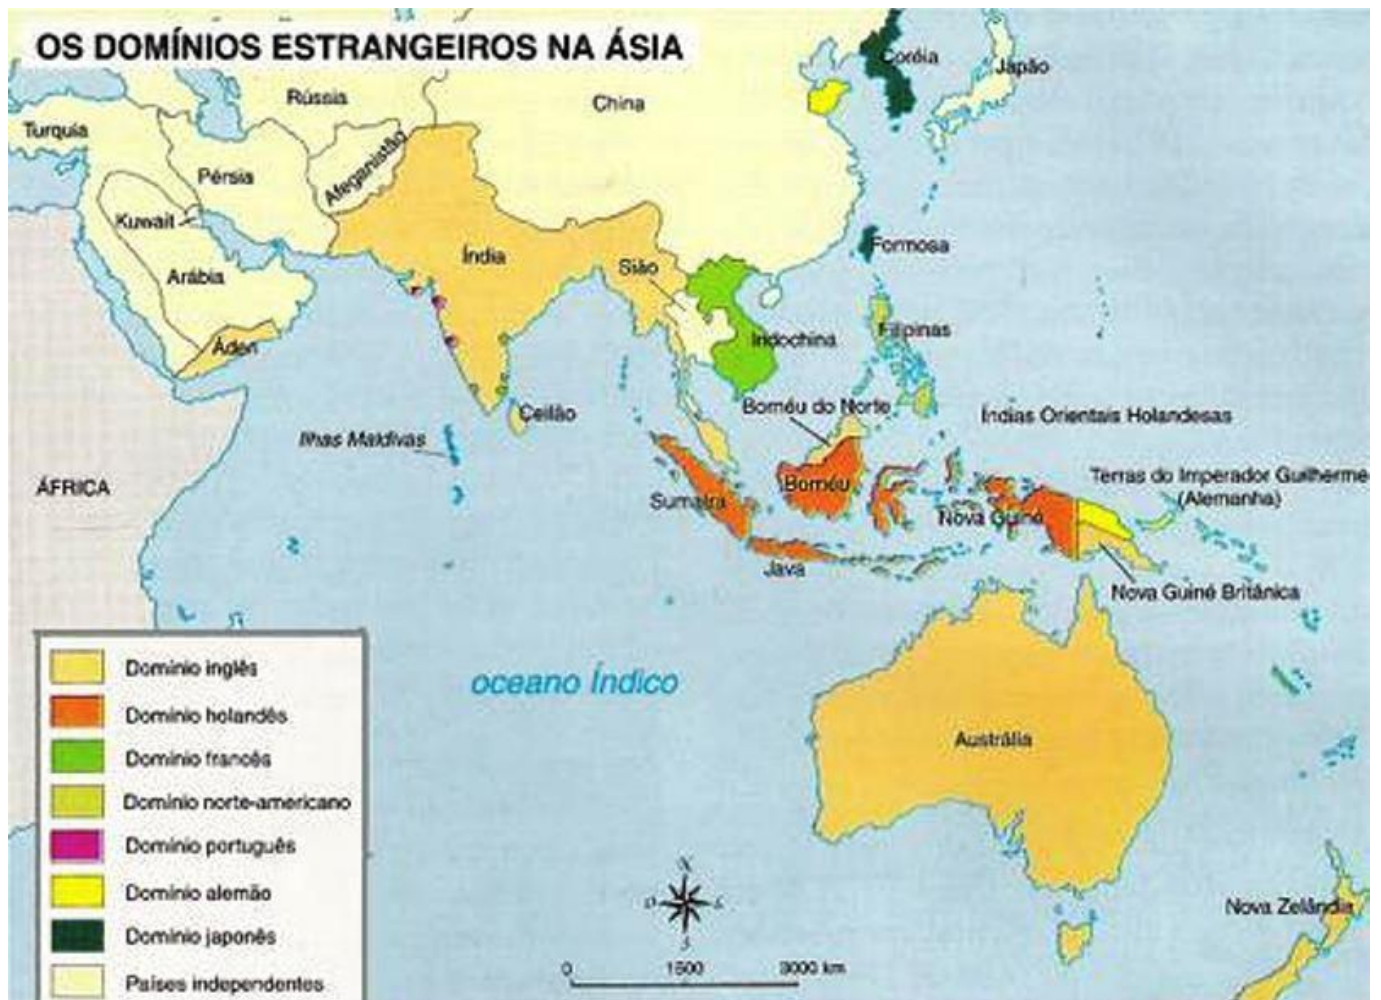 OS DOMÍNIOS ESTRANGEIROS NA ÁSIA
Coréia
Japão
Rússia
China
Turquia
Afeganistão
Pérsia
Kuwait
Índia
Sião
Formosa
Arábia
Áden
Filipinas
Indochina
Ceilão
Bornéu do Norte
Índias Orientais Holandesas
Ilhas Maldivas
ÁFRICA
Terras do Imperador Guilherme
(Alemanha)
Sumatra
Bornéu
Nova Guiné
Java
Nova Guiné Britânica
oceano Índico
Austrália
Nova Zelândia
Domínio inglês
Domínio holandês
Domínio francês
Domínio norte-americano
Domínio português
Domínio alemão
Domínio japonês
Países independentes
N
O
L
S
0 1500 3000 km